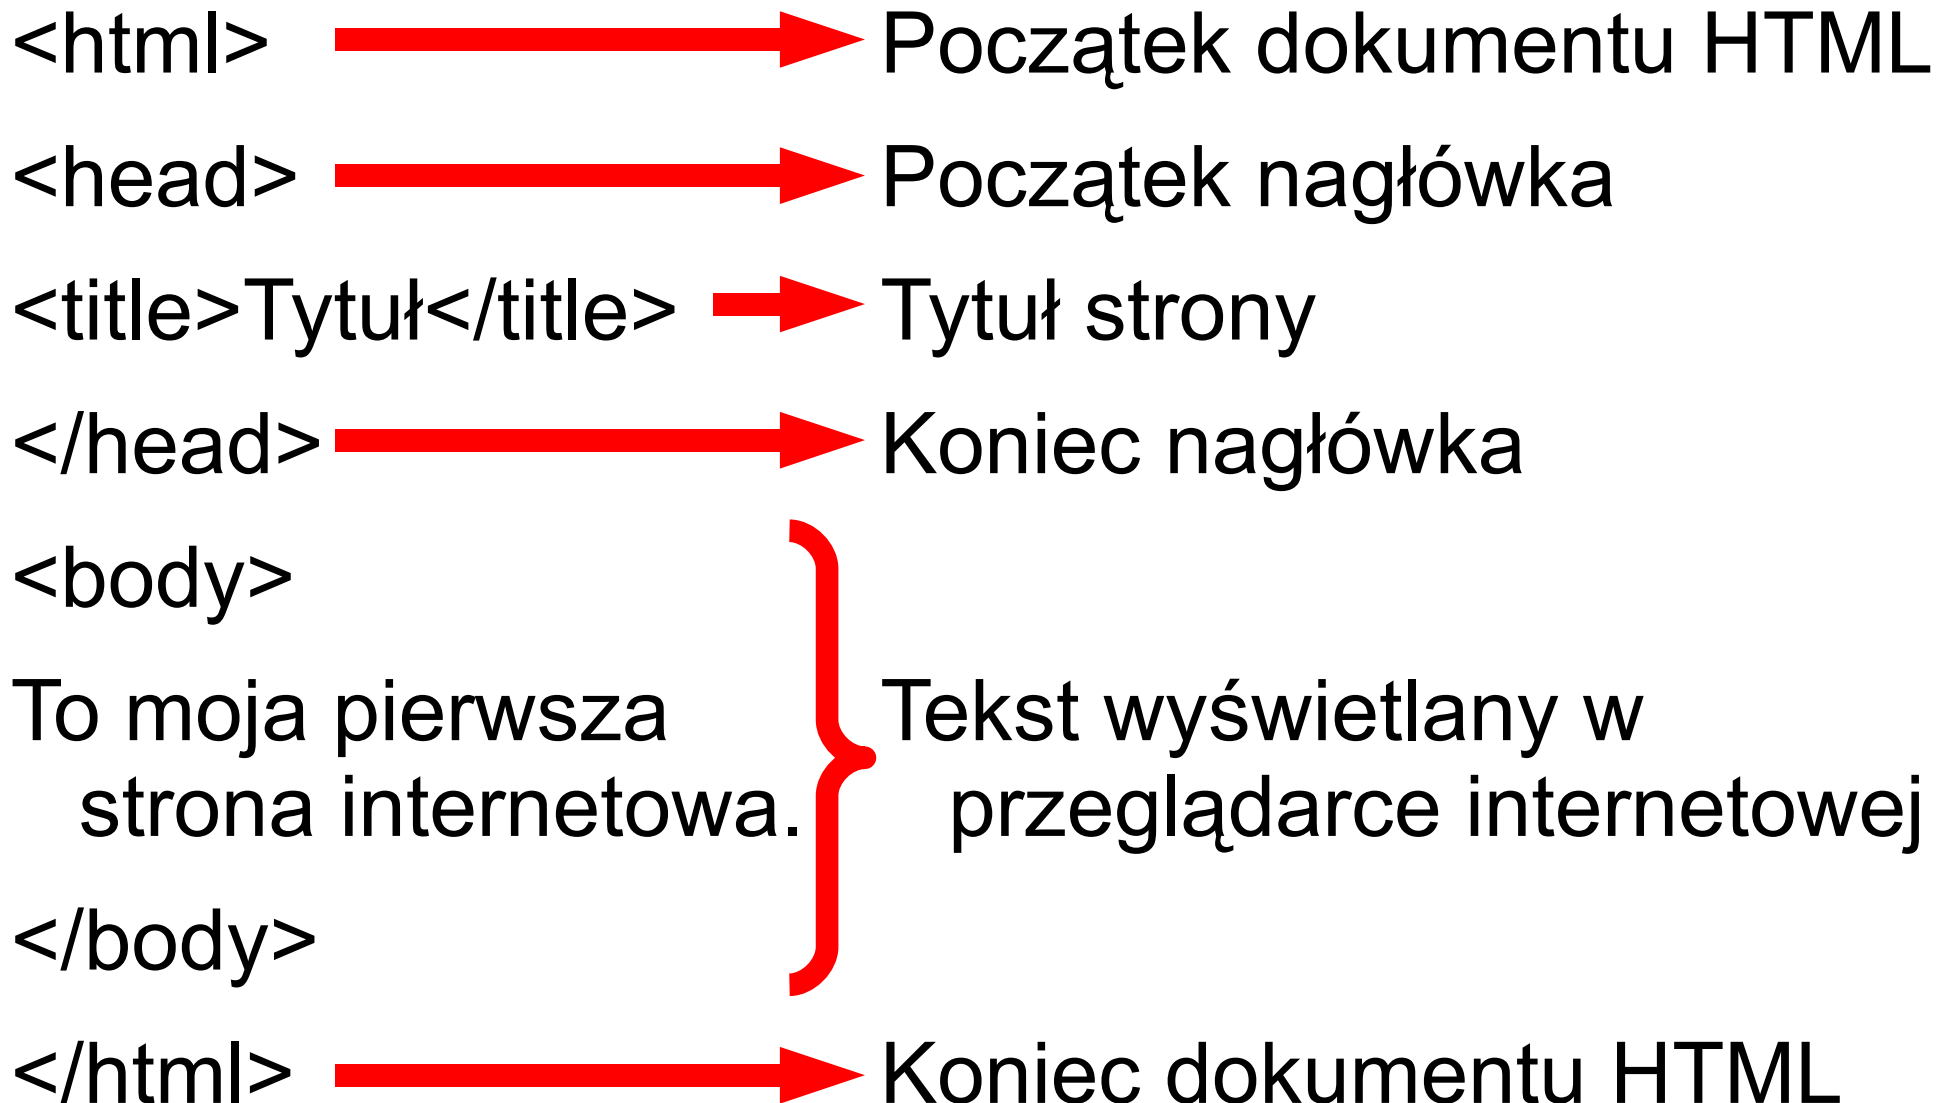 <html> Początek dokumentu HTML
<head> Początek nagłówka
<title>Tytuł</title> Tytuł strony
</head> Koniec nagłówka
<body>
To moja pierwsza Tekst wyświetlany w
strona internetowa. przeglądarce internetowej
</body>
</html> Koniec dokumentu HTML